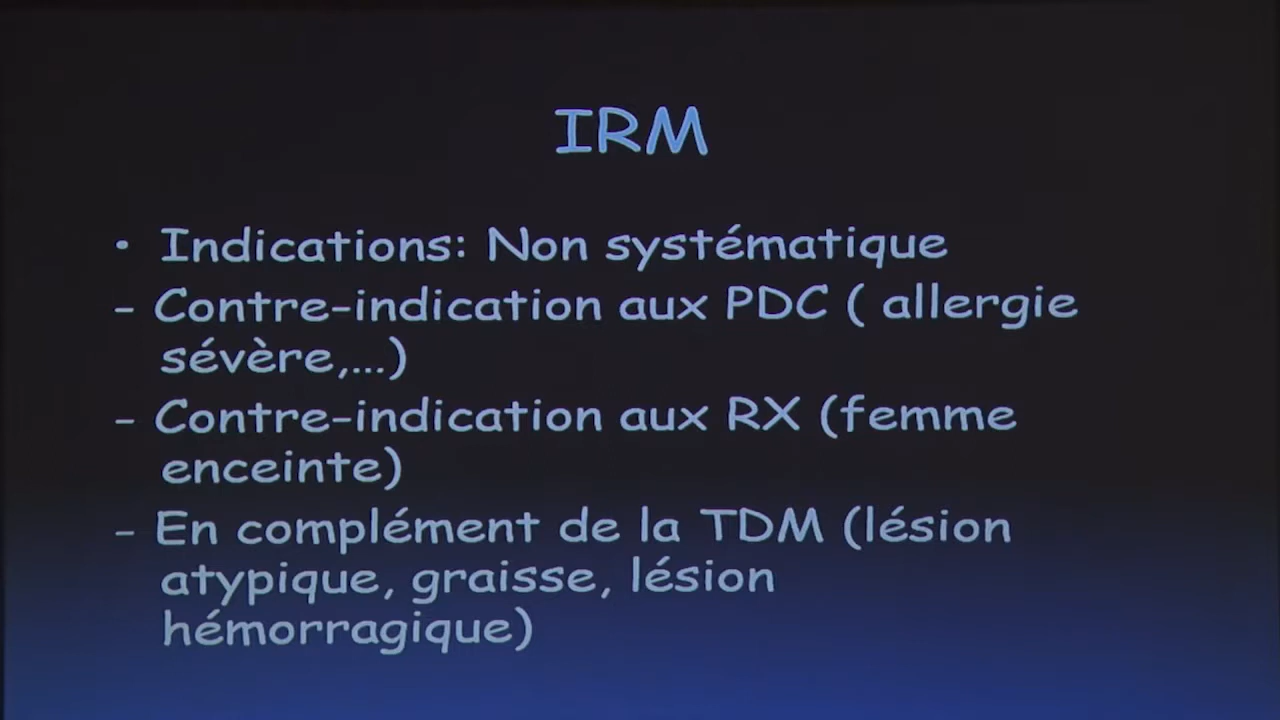 IRM
• Indications: Non systématique
- Contre-indication aux PDC ( allergie
sévère,...)
- Contre-indication aux RX (femme
enceinte)
- En complément de la TDM (lésion
atypique, graisse, lésion
hémorragique)